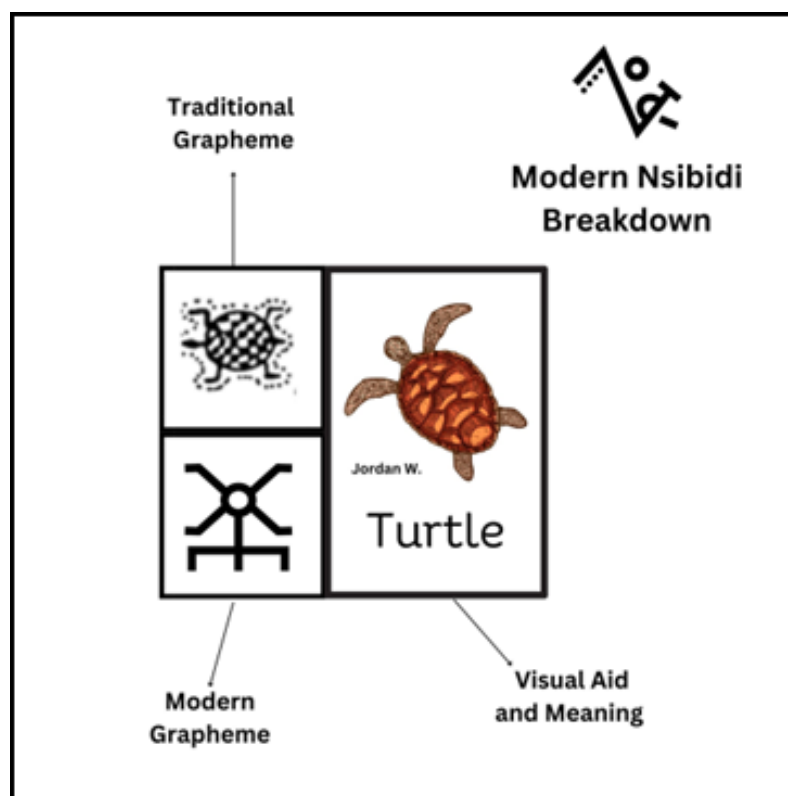 Traditional
Grapheme
Modern Nsibidi
Breakdown
Jordan W.
Turtle
Modern
Grapheme
Visual Aid
and Meaning